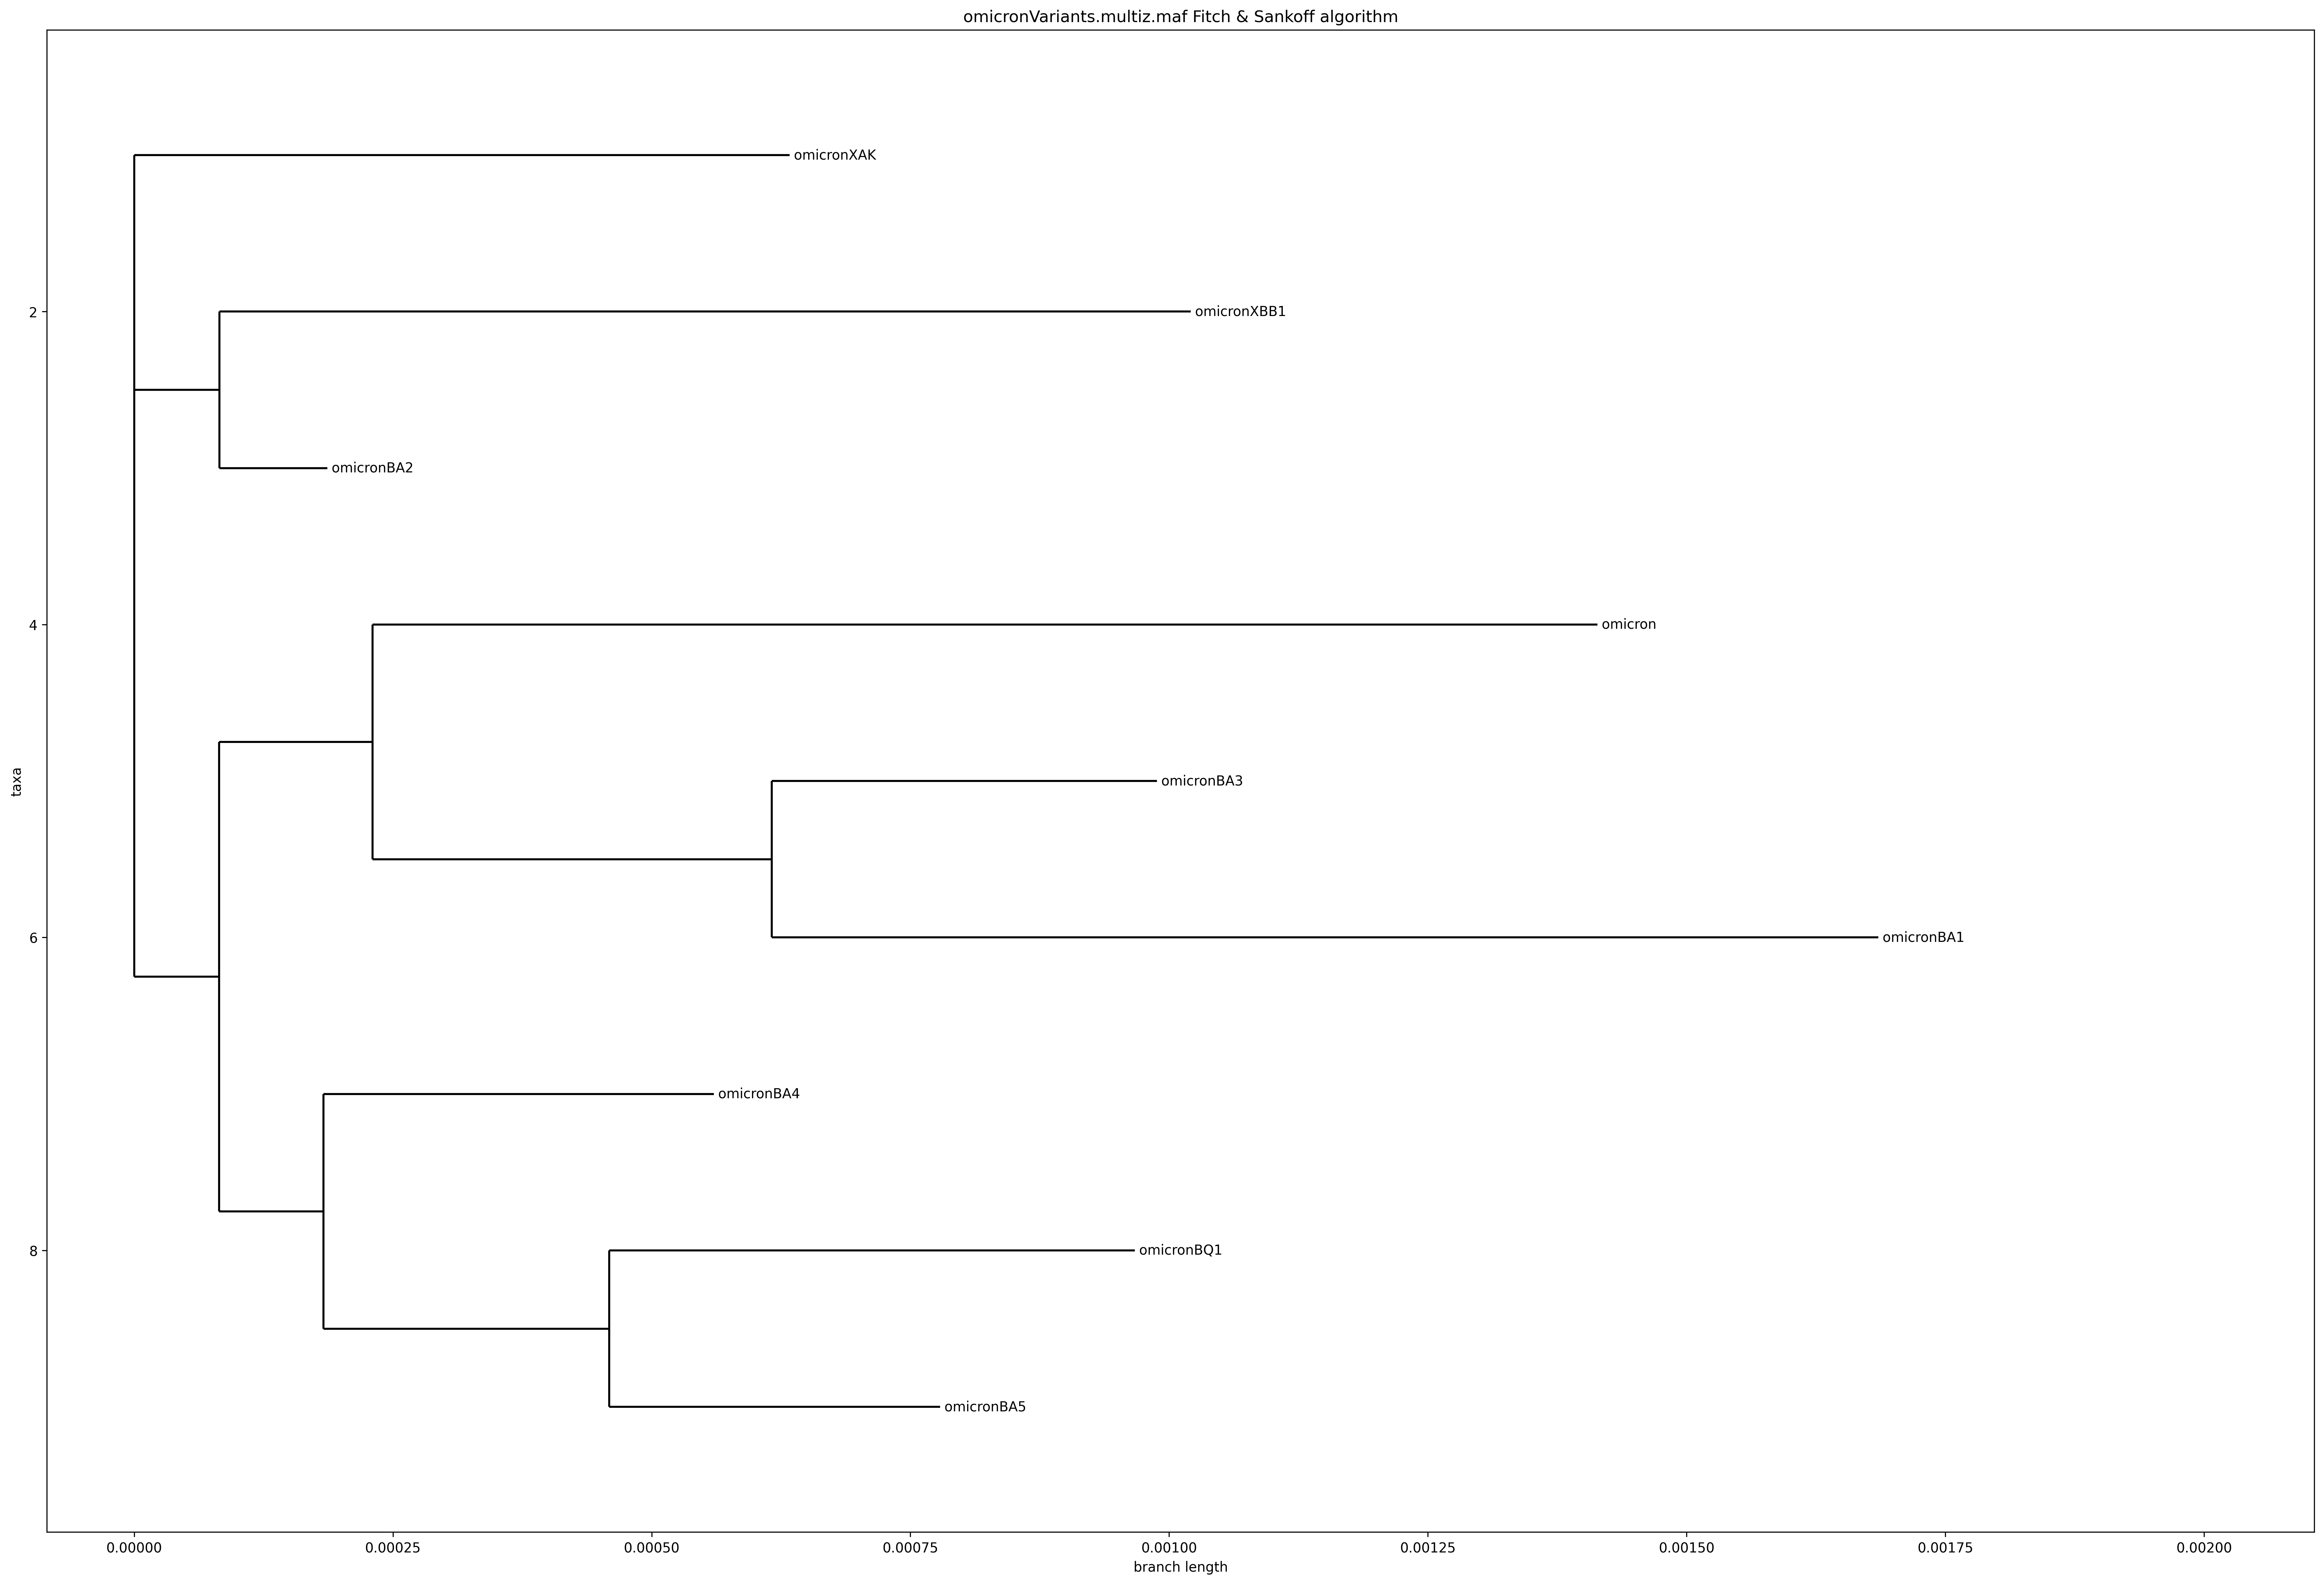 omicronVariants.multiz.maf Fitch & Sankoff algorithm
omicronXAK
2
omicronXBB1
omicronBA2
4
omicron
taxa
omicronBA3
6
omicronBA1
omicronBA4
8
omicronBQ1
omicronBA5
0.00000 0.00025 0.00050 0.00075 0.00100 0.00125 0.00150 0.00175 0.00200
branch length